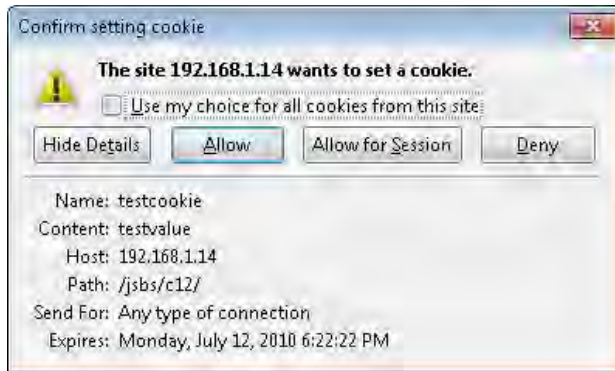 Confirm setting cookie
The site 192.168.1.14 wants to set a cookie.
Use my choice for all cookies from this site
Hide Details Allow Allow for Session Deny
Name: testcookie
Content: testvalue
Host: 192.168.1.14
Path: /jsbs/c12/
Send For: Any type of connection
Expires: Monday, July 12, 2010 6:22:22 PM